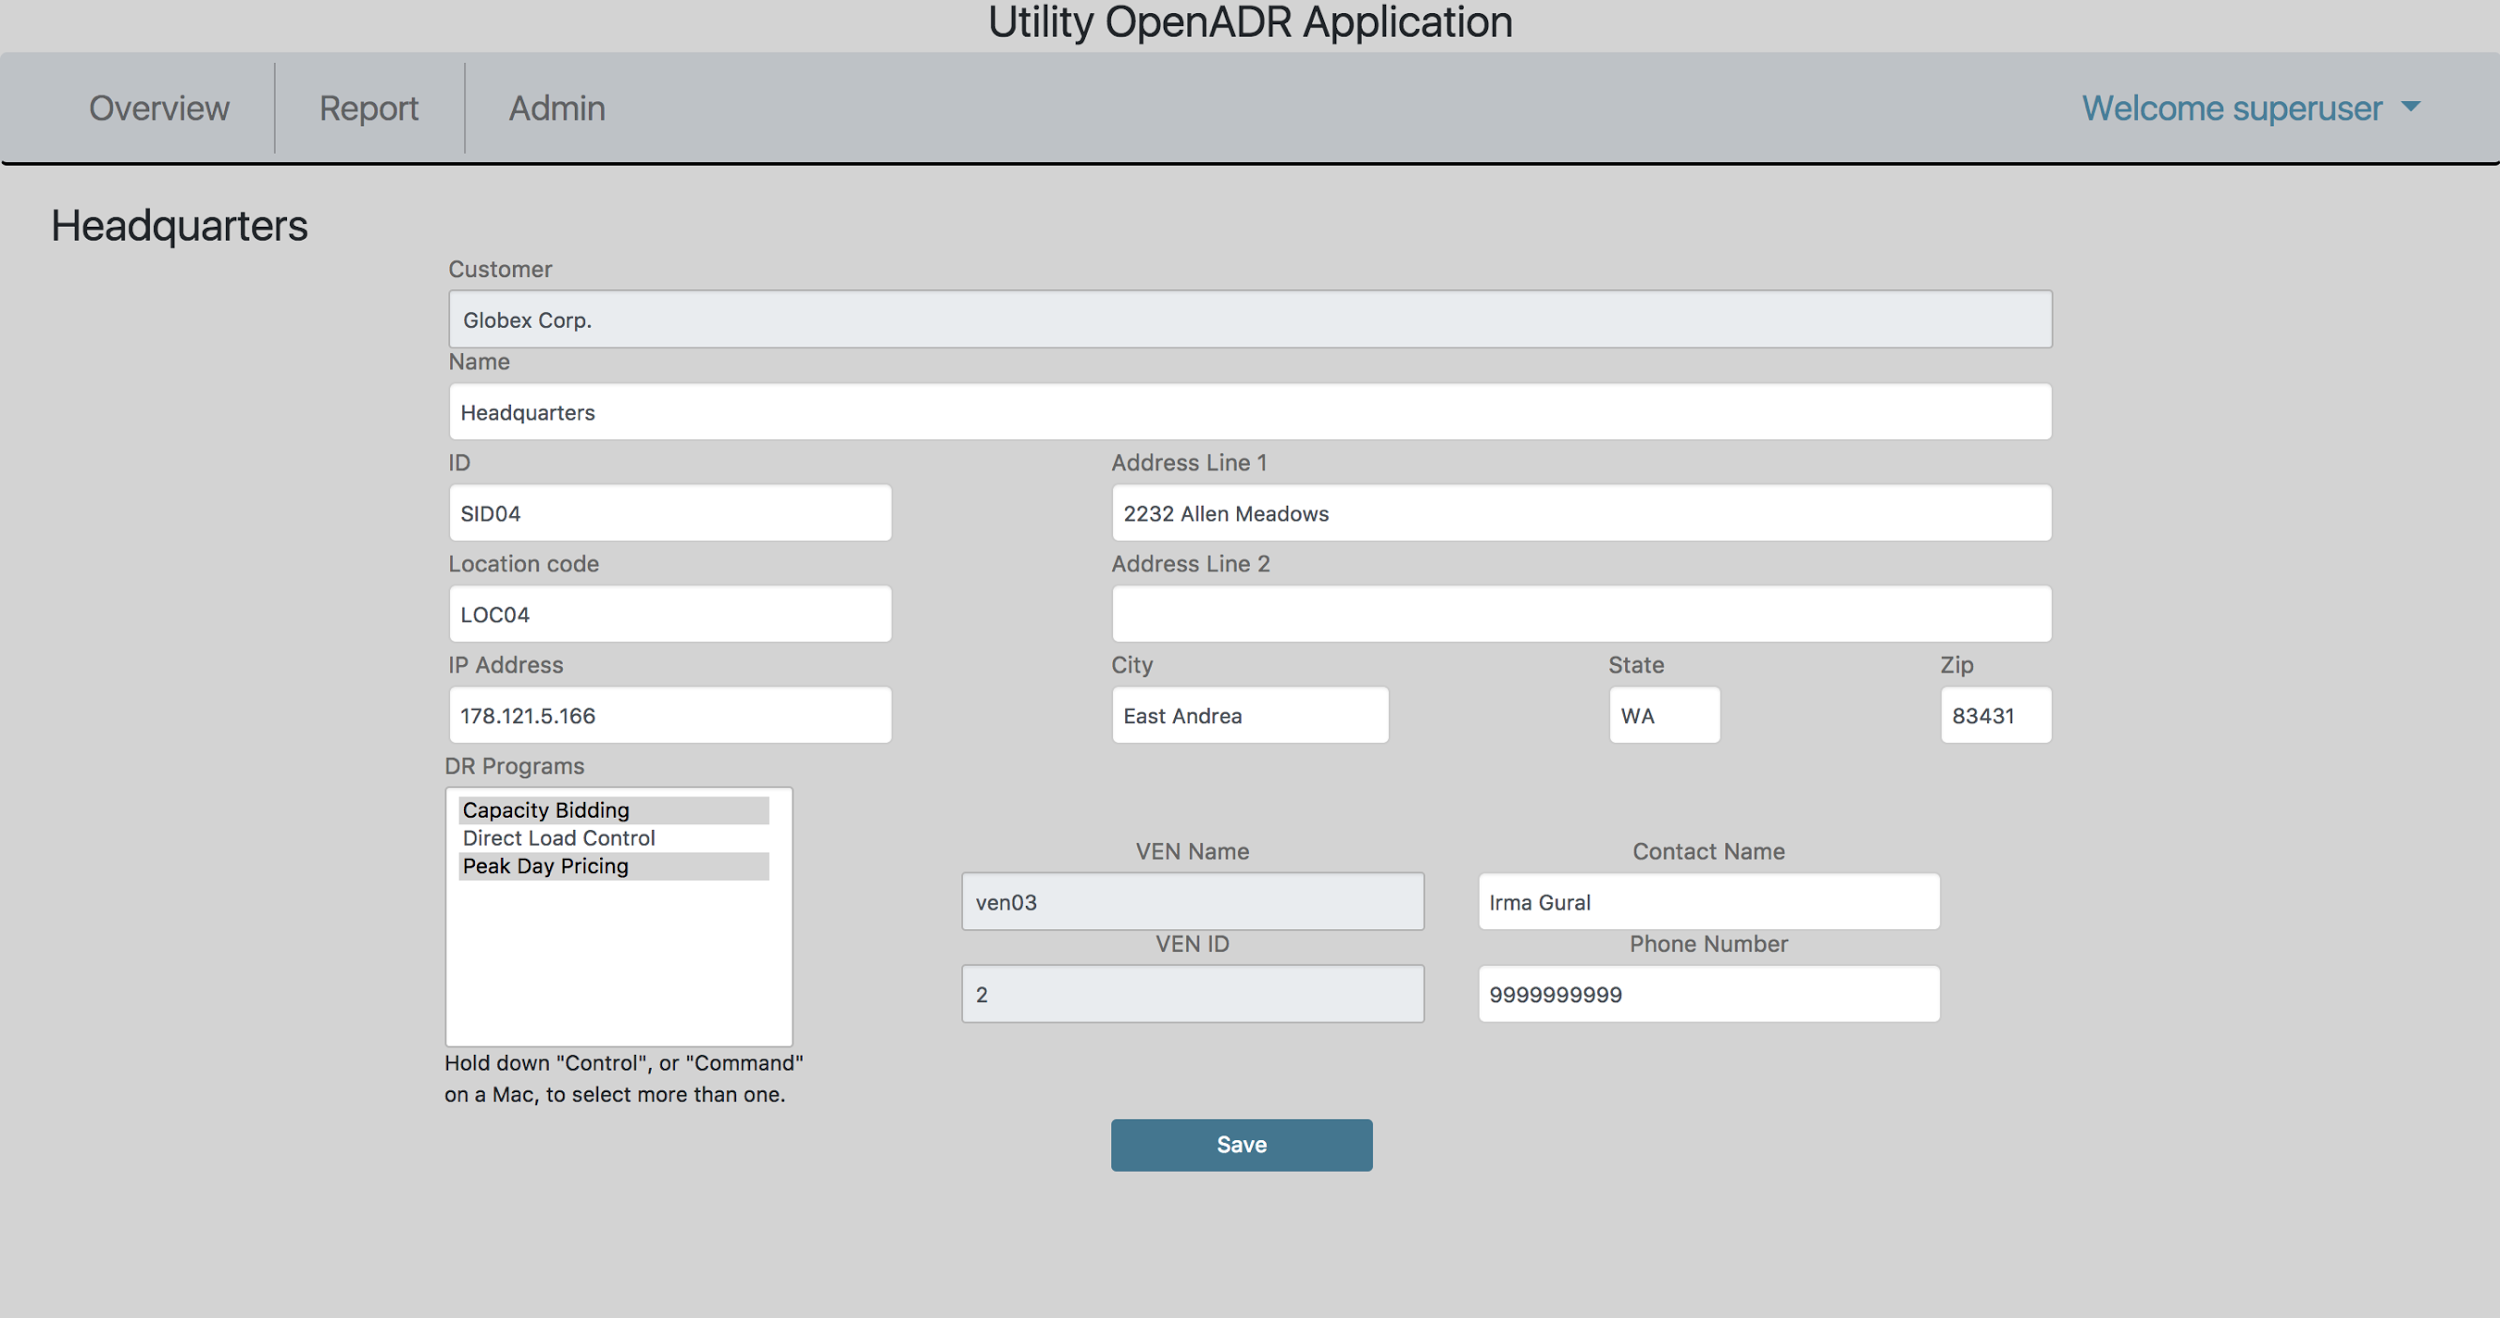 Utility OpenADR Application
Overview
Report
Admin
Welcome superuser
Headquarters
Customer
Globex Corp.
Name
Headquarters
ID
SID04
Address Line 1
2232 Allen Meadows
Location code
LOC04
Address Line 2
IP Address
178.121.5.166
City
East Andrea
State
WA
Zip
83431
DR Programs
Capacity Bidding
Direct Load Control
Peak Day Pricing
Hold down "Control", or "Command"
on a Mac, to select more than one.
VEN Name
ven03
Contact Name
Irma Gural
VEN ID
2
Phone Number
9999999999
Save